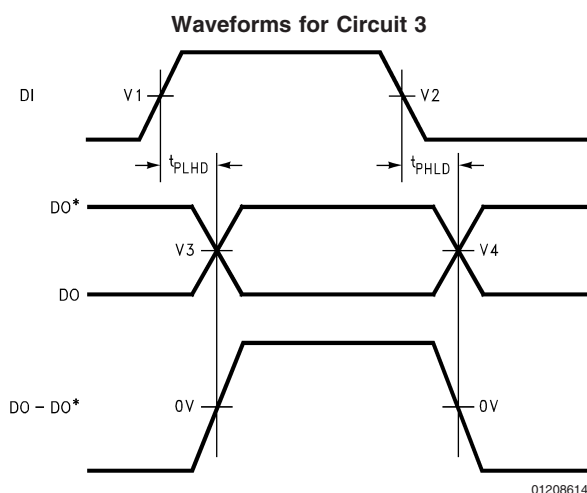 Waveforms for Circuit 3
DI
V1
V2
tPLHD
tPHLD
DO*
V3
V4
DO
DO - DO*
0V
0V
01208614